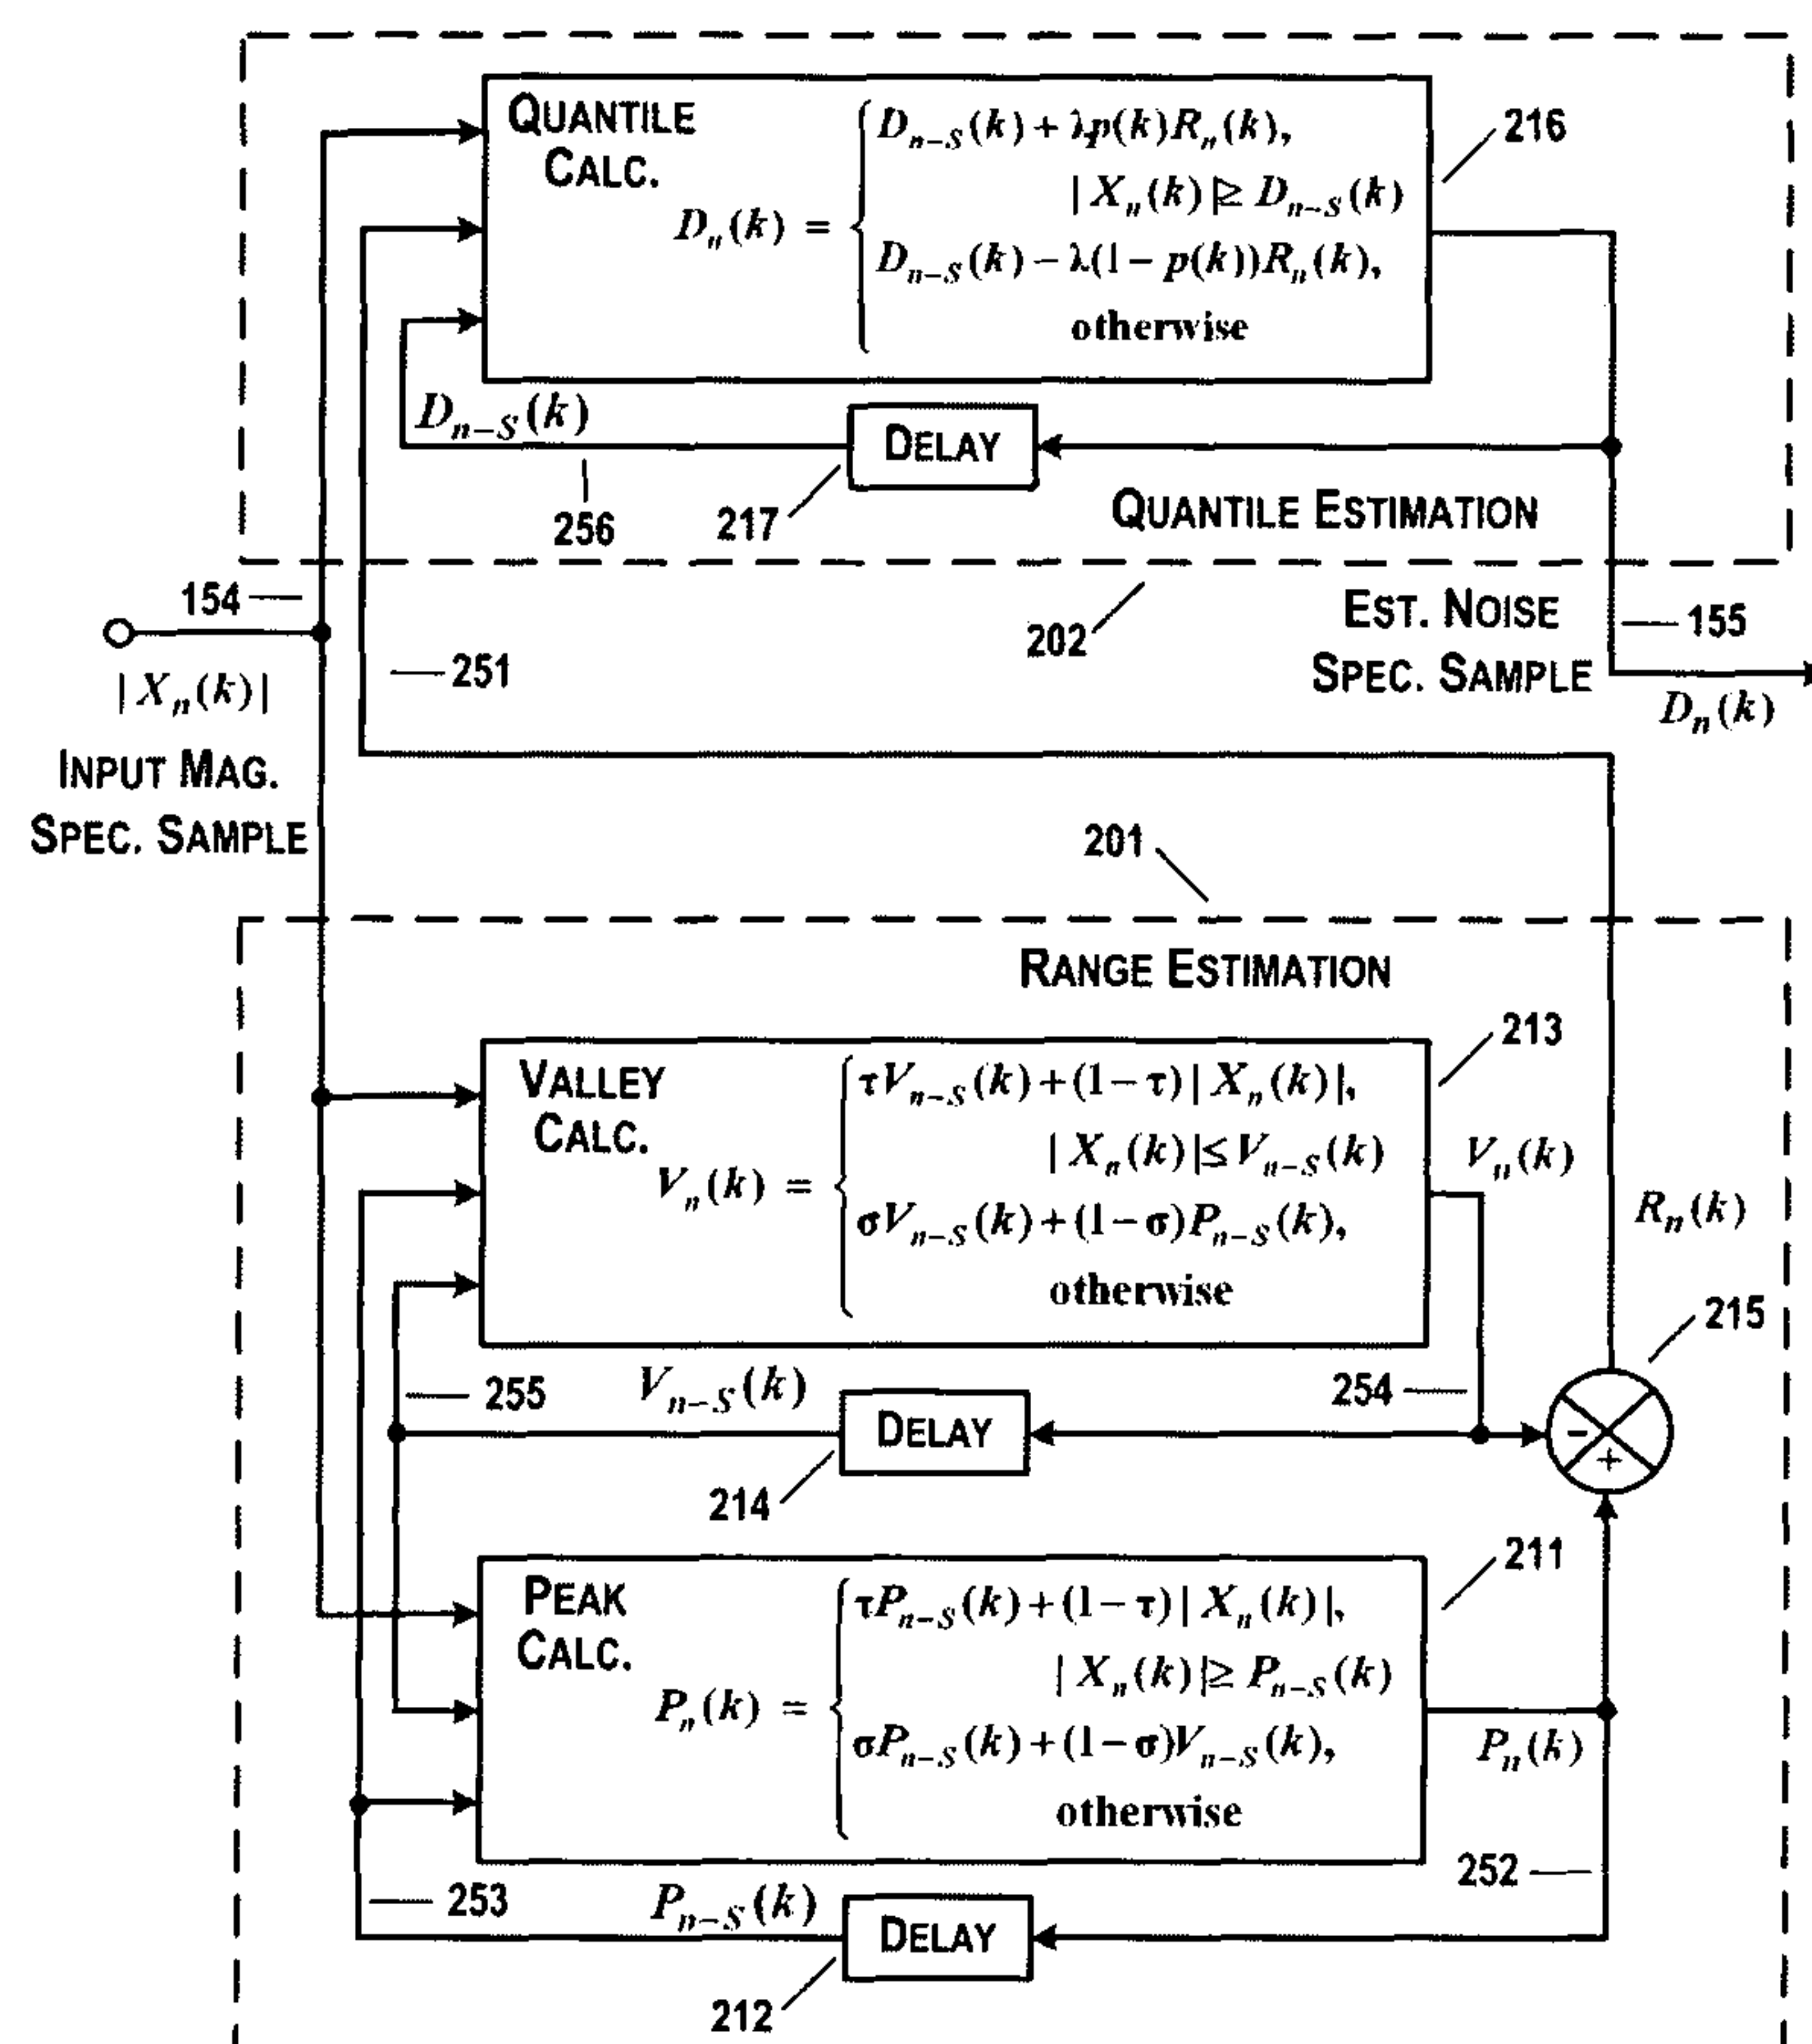 QUANTILE
CALC.
D_n(k) = { D_{n-S}(k) + λp(k)R_n(k),
|X_n(k)| ≥ D_{n-S}(k)
D_{n-S}(k) − λ(1 − p(k))R_n(k),
otherwise
216
D_{n-S}(k)
DELAY
256
217
QUANTILE ESTIMATION
154
202
EST. NOISE
SPEC. SAMPLE
155
251
|X_n(k)|
D_n(k)
INPUT MAG.
SPEC. SAMPLE
201
RANGE ESTIMATION
213
VALLEY
CALC.
V_n(k) = { τV_{n-S}(k) + (1 − τ)|X_n(k)|,
|X_n(k)| ≤ V_{n-S}(k)
σV_{n-S}(k) + (1 − σ)P_{n-S}(k),
otherwise
V_n(k)
R_n(k)
215
255
V_{n-S}(k)
DELAY
254
-
+
214
211
PEAK
CALC.
P_n(k) = { τP_{n-S}(k) + (1 − τ)|X_n(k)|,
|X_n(k)| ≥ P_{n-S}(k)
σP_{n-S}(k) + (1 − σ)V_{n-S}(k),
otherwise
P_n(k)
252
253
P_{n-S}(k)
DELAY
212